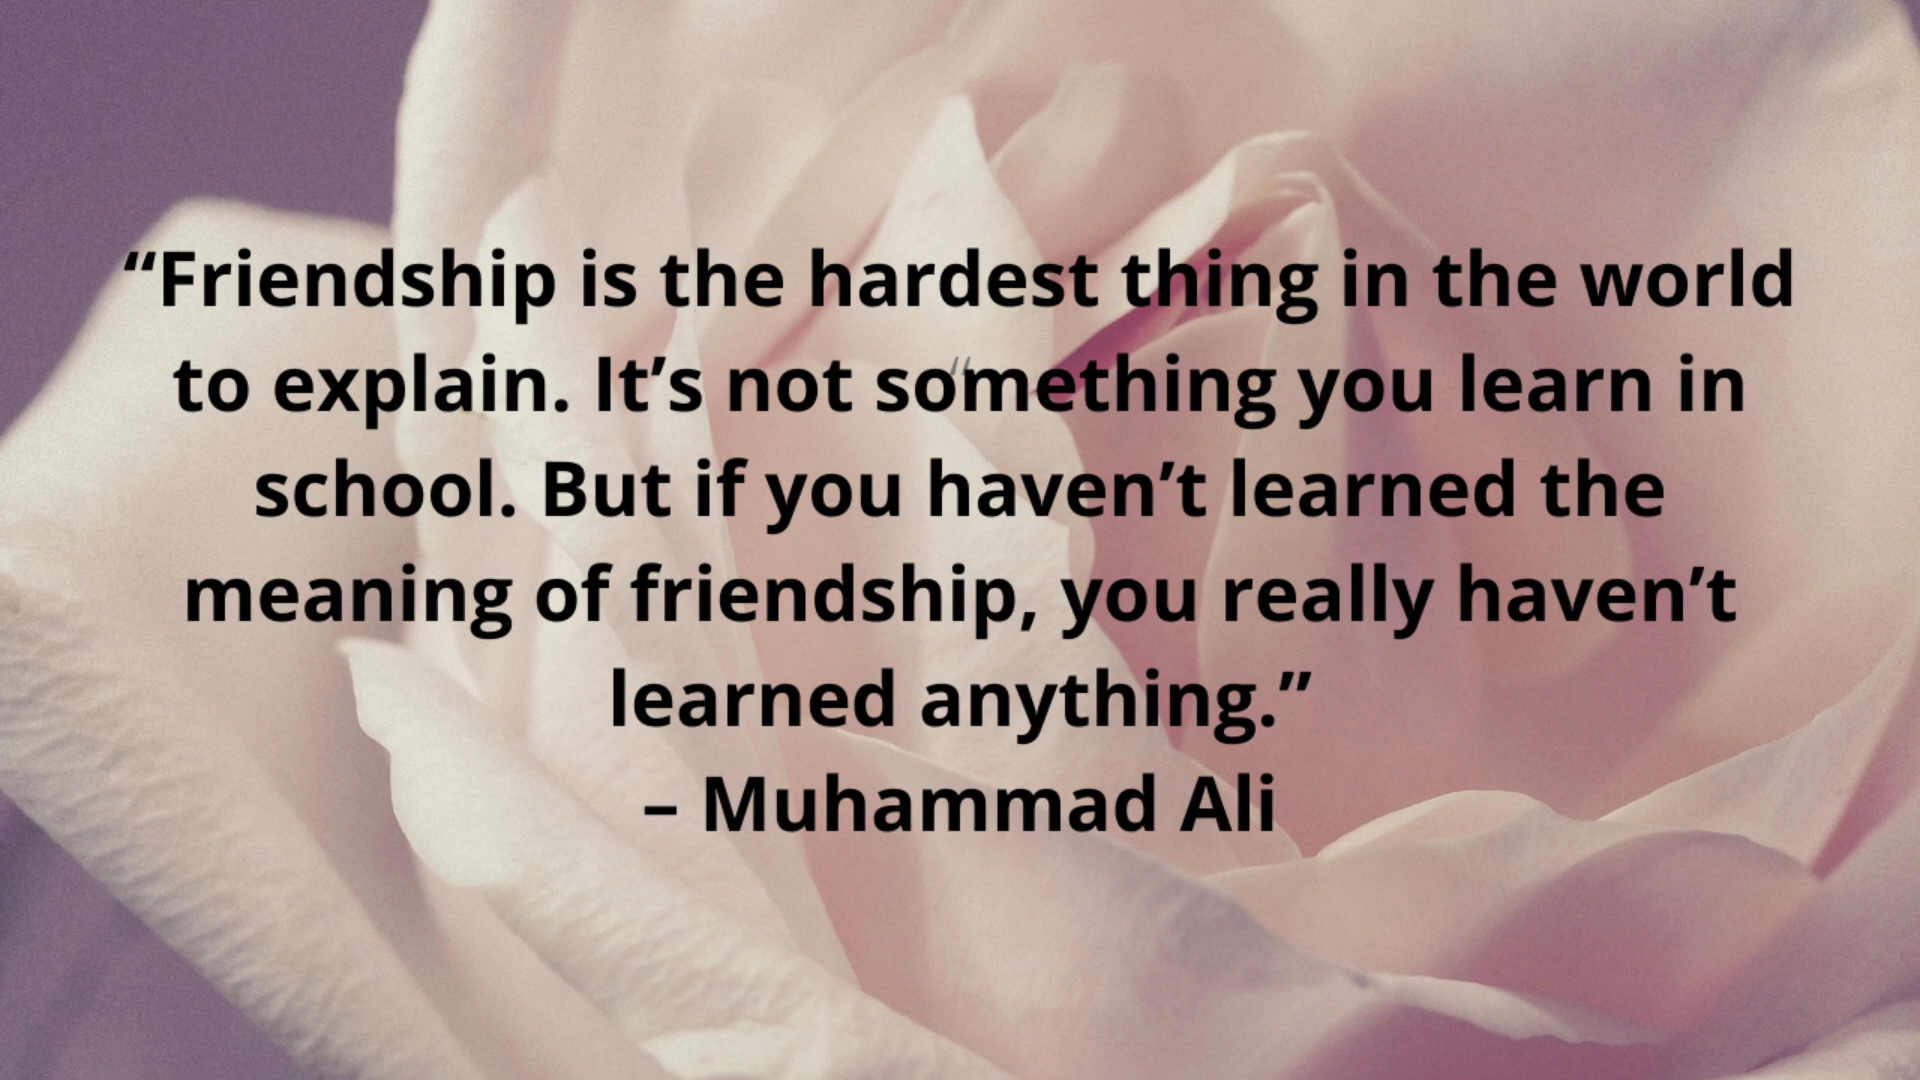 “Friendship is the hardest thing in the world
to explain. It’s not something you learn in
school. But if you haven’t learned the
meaning of friendship, you really haven’t
learned anything.”
– Muhammad Ali